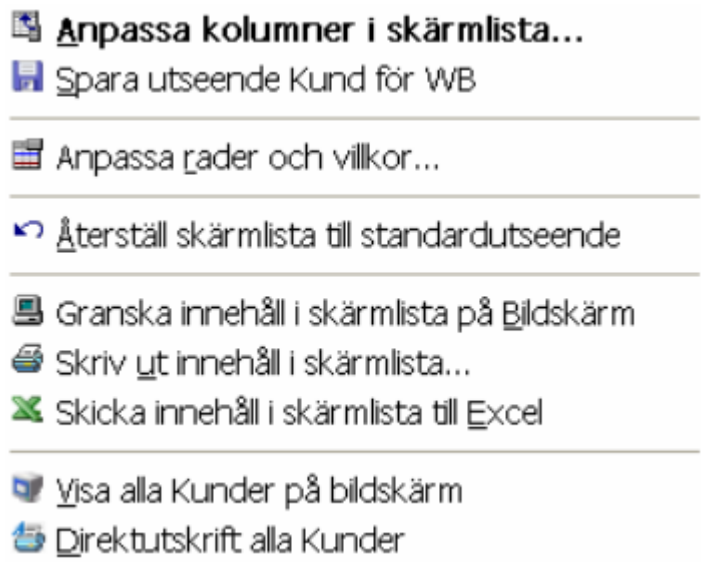 Anpassa kolumner i skärmlista...
Spara utseende Kund för WB
Anpassa rader och villkor...
Återställ skärmlista till standardutseende
Granska innehåll i skärmlista på Bildskärm
Skriv ut innehåll i skärmlista...
Skicka innehåll i skärmlista till Excel
Visa alla Kunder på bildskärm
Direktutskrift alla Kunder